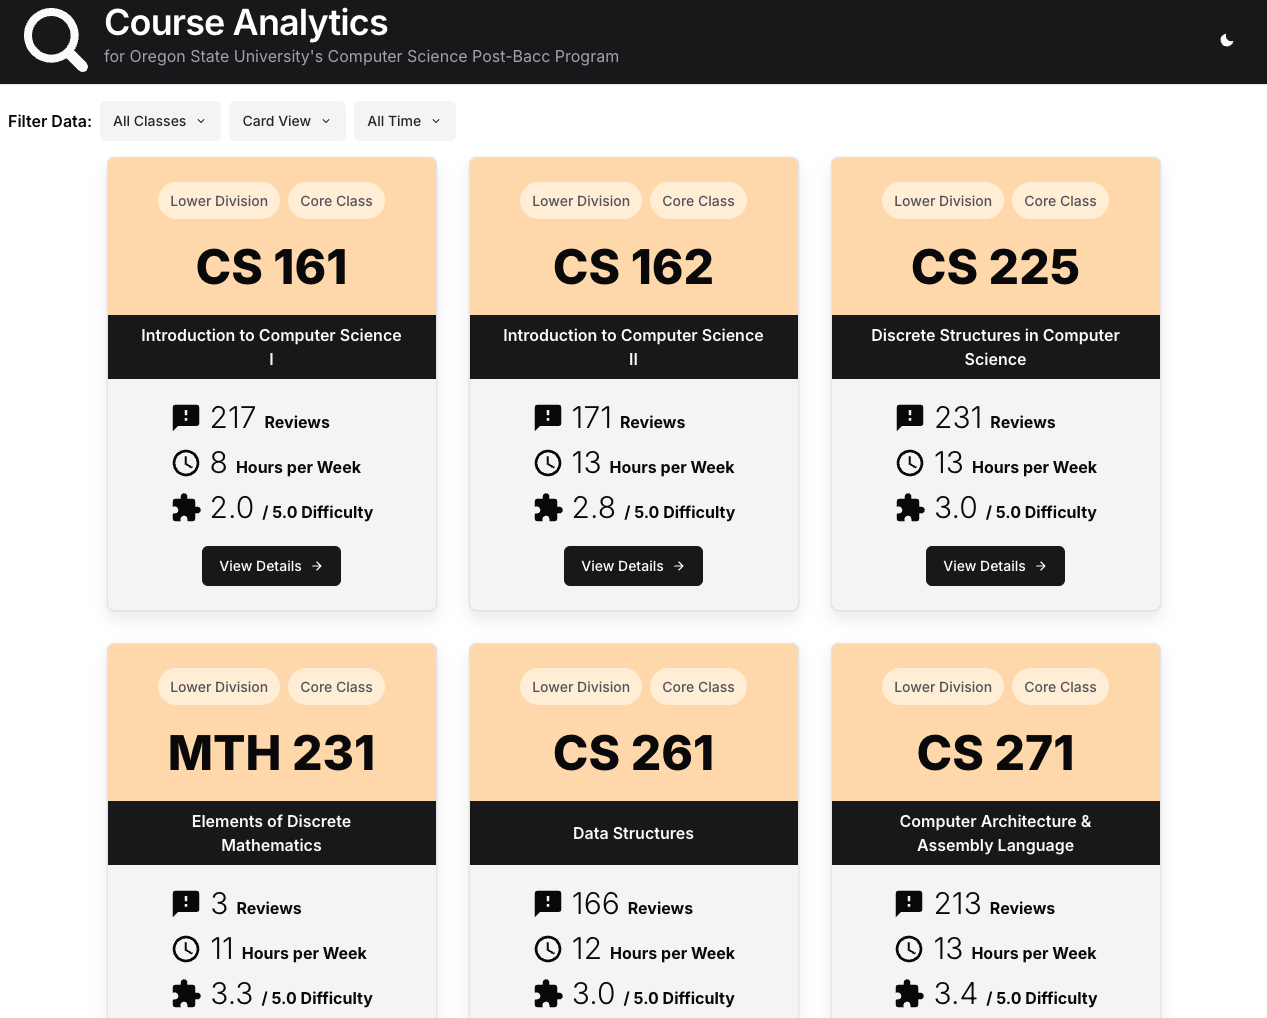 Course Analytics
for Oregon State University's Computer Science Post-Bacc Program
Filter Data: All Classes Card View All Time
Lower Division Core Class
CS 161
Introduction to Computer Science
I
217 Reviews
8 Hours per Week
2.0 / 5.0 Difficulty
View Details →
Lower Division Core Class
CS 162
Introduction to Computer Science
II
171 Reviews
13 Hours per Week
2.8 / 5.0 Difficulty
View Details →
Lower Division Core Class
CS 225
Discrete Structures in Computer
Science
231 Reviews
13 Hours per Week
3.0 / 5.0 Difficulty
View Details →
Lower Division Core Class
MTH 231
Elements of Discrete
Mathematics
3 Reviews
11 Hours per Week
3.3 / 5.0 Difficulty
Lower Division Core Class
CS 261
Data Structures
166 Reviews
12 Hours per Week
3.0 / 5.0 Difficulty
Lower Division Core Class
CS 271
Computer Architecture &
Assembly Language
213 Reviews
13 Hours per Week
3.4 / 5.0 Difficulty